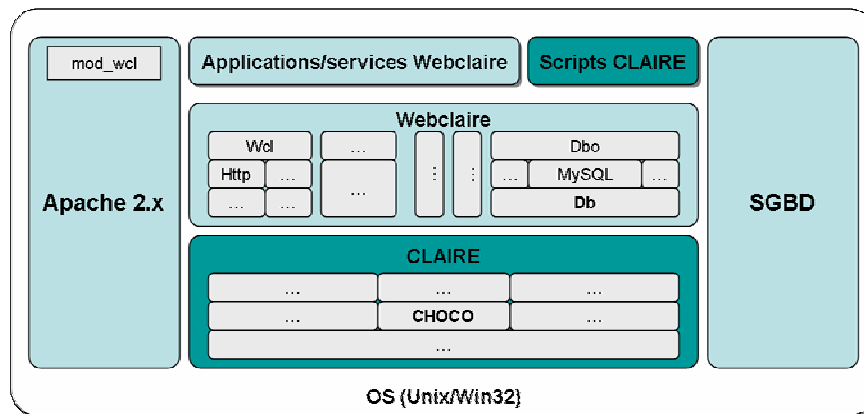 mod_wcl
Apache 2.x
Applications/services Webclaire
Scripts CLAIRE
Webclaire
Wcl
Http
...
...
...
...
...
...
...
Dbo
...
MySQL
...
Db
CLAIRE
...
...
...
...
CHOCO
...
...
SGBD
OS (Unix/Win32)